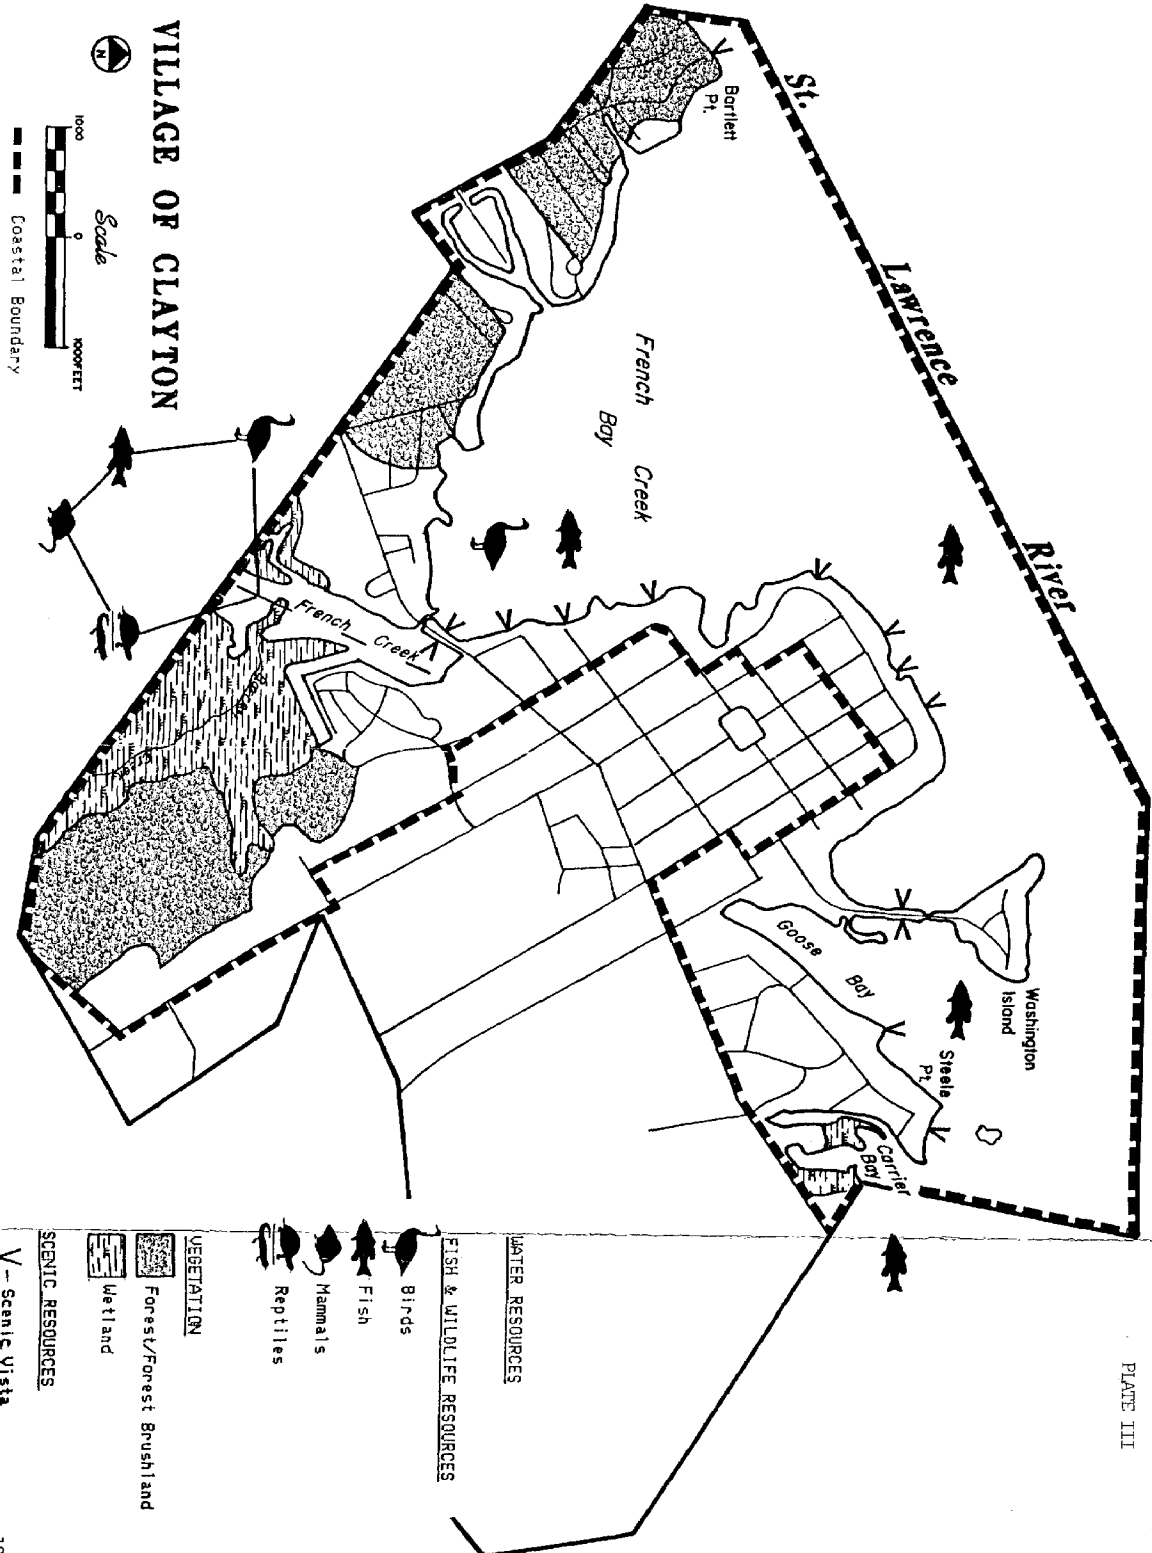 PLATE III
St. Lawrence River
Bartlett
Pt.
French Creek
Bay
Washington
Island
Steele
Pt.
Goose Bay
Carrier
Bay
French Creek
VILLAGE OF CLAYTON
N
Scale
1000 0 1000FEET
Coastal Boundary
WATER RESOURCES
FISH & WILDLIFE RESOURCES
Birds
Fish
Mammals
Reptiles
VEGETATION
Forest/Forest Brushland
Wetland
SCENIC RESOURCES
V - Scenic Vista